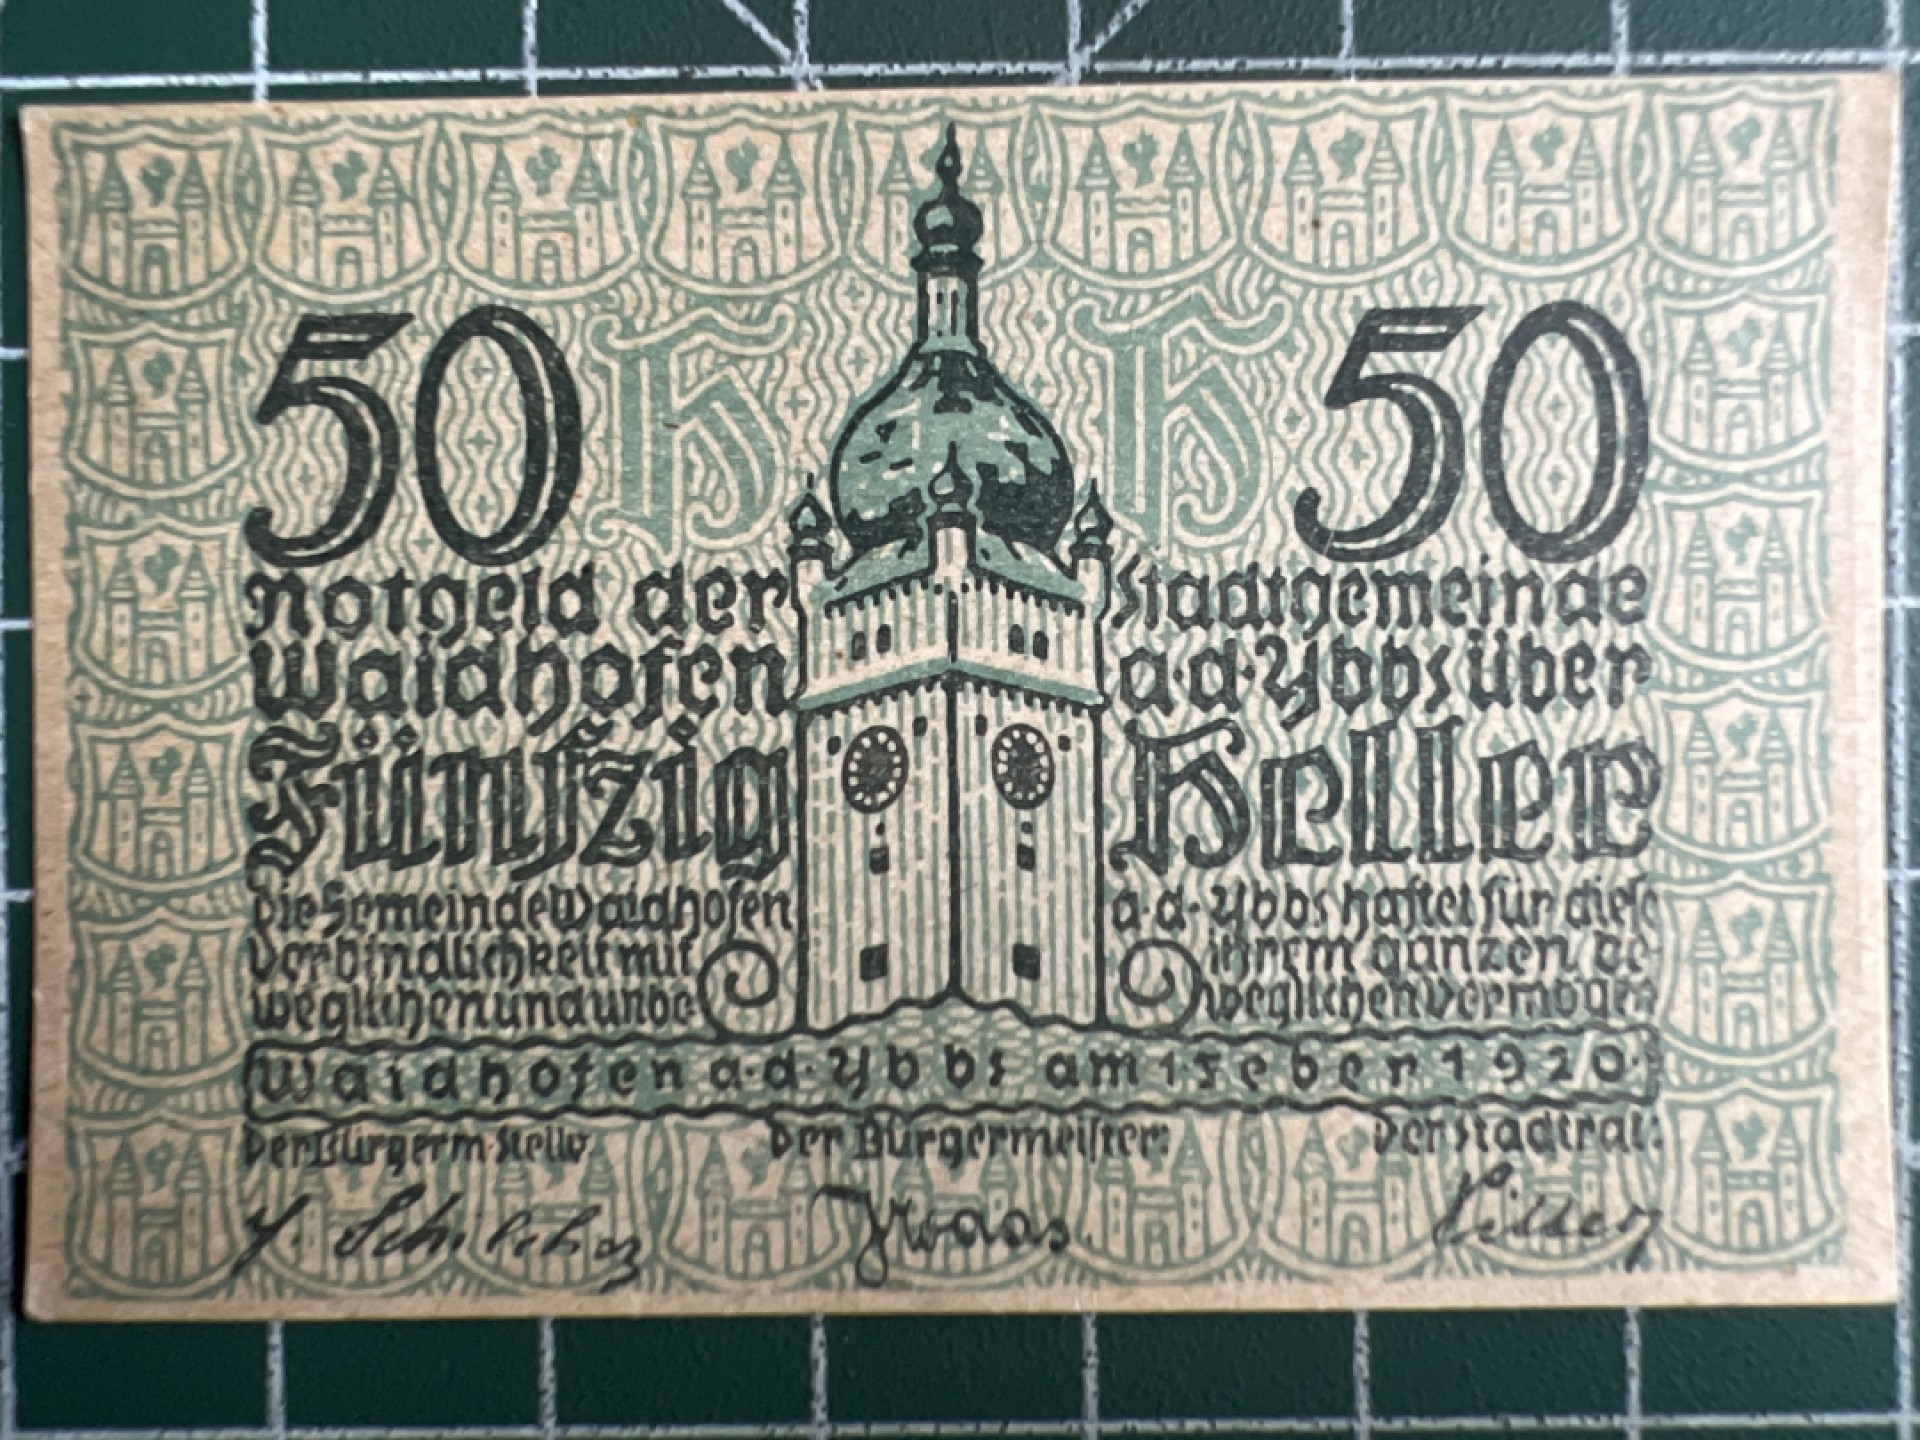 50 H H 50
Notgeld der Stadtgemeinde
Waidhofen a·d·Ybbs über
Fünfzig Heller
Die Gemeinde Waidhofen a·d·Ybbs haftet für diese
Verbindlichkeit mit ihrem ganzen be-
weglichen und unbe- weglichen Vermögen
Waidhofen a·d·Ybbs am 1·Feber 1920·
Der Bürgerm·Stellv. Der Bürgermeister: Der Stadtrat: